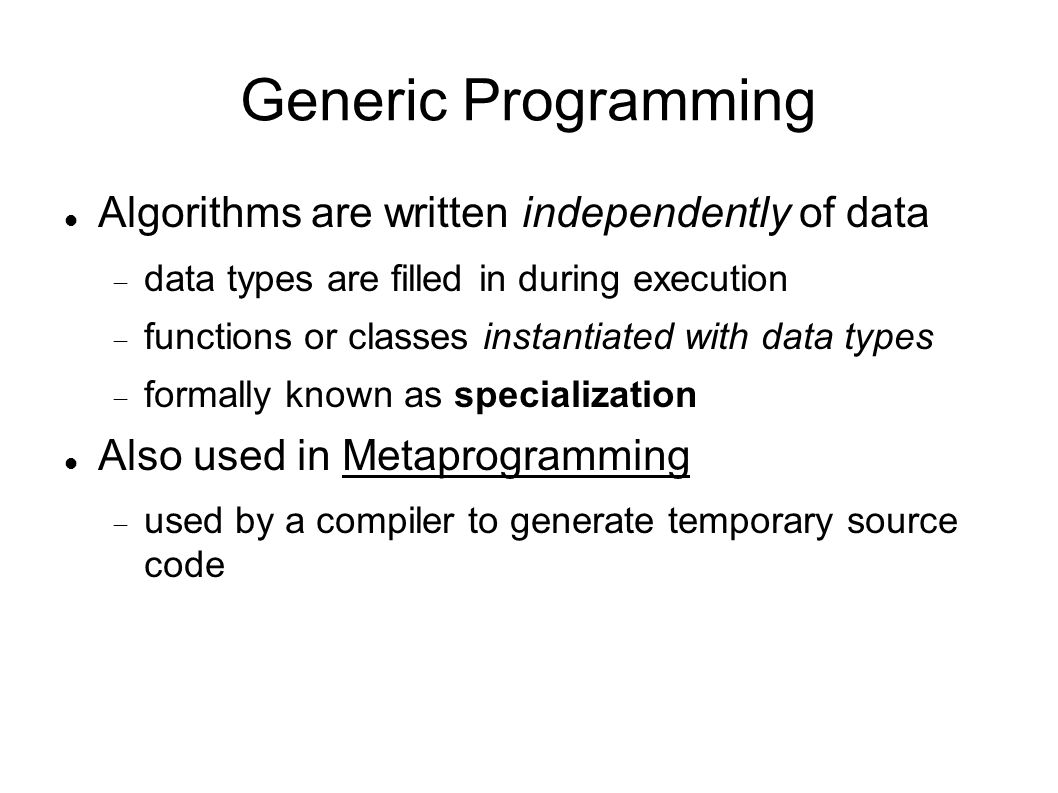 Generic Programming
● Algorithms are written independently of data
– data types are filled in during execution
– functions or classes instantiated with data types
– formally known as specialization
● Also used in Metaprogramming
– used by a compiler to generate temporary source
code